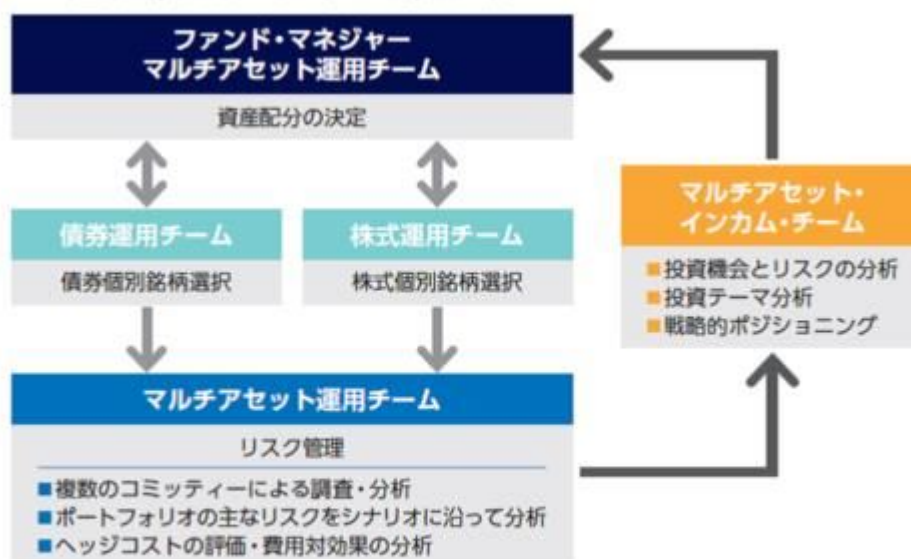 ファンド・マネジャー
マルチアセット運用チーム
資産配分の決定
債券運用チーム
債券個別銘柄選択
株式運用チーム
株式個別銘柄選択
マルチアセット・
インカム・チーム
■投資機会とリスクの分析
■投資テーマ分析
■戦略的ポジショニング
マルチアセット運用チーム
リスク管理
■複数のコミッティーによる調査・分析
■ポートフォリオの主なリスクをシナリオに沿って分析
■ヘッジコストの評価・費用対効果の分析